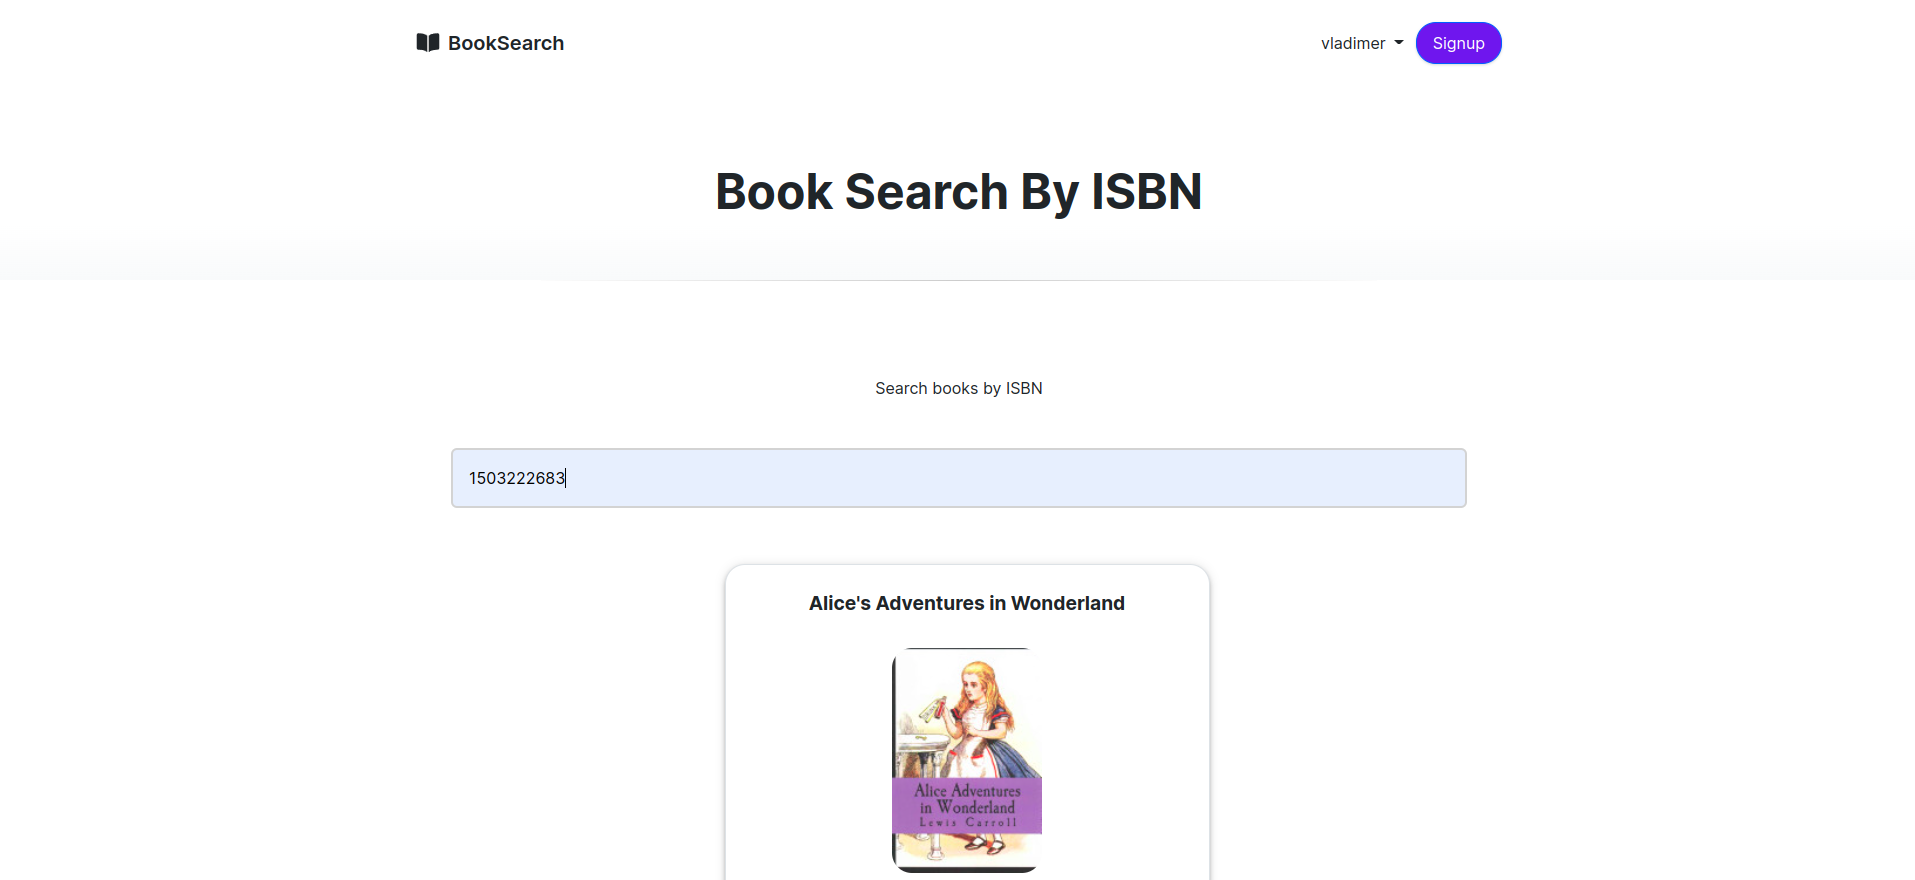 BookSearch
vladimer
Signup
Book Search By ISBN
Search books by ISBN
1503222683
Alice's Adventures in Wonderland
Alice Adventures
in Wonderland
Lewis Carroll